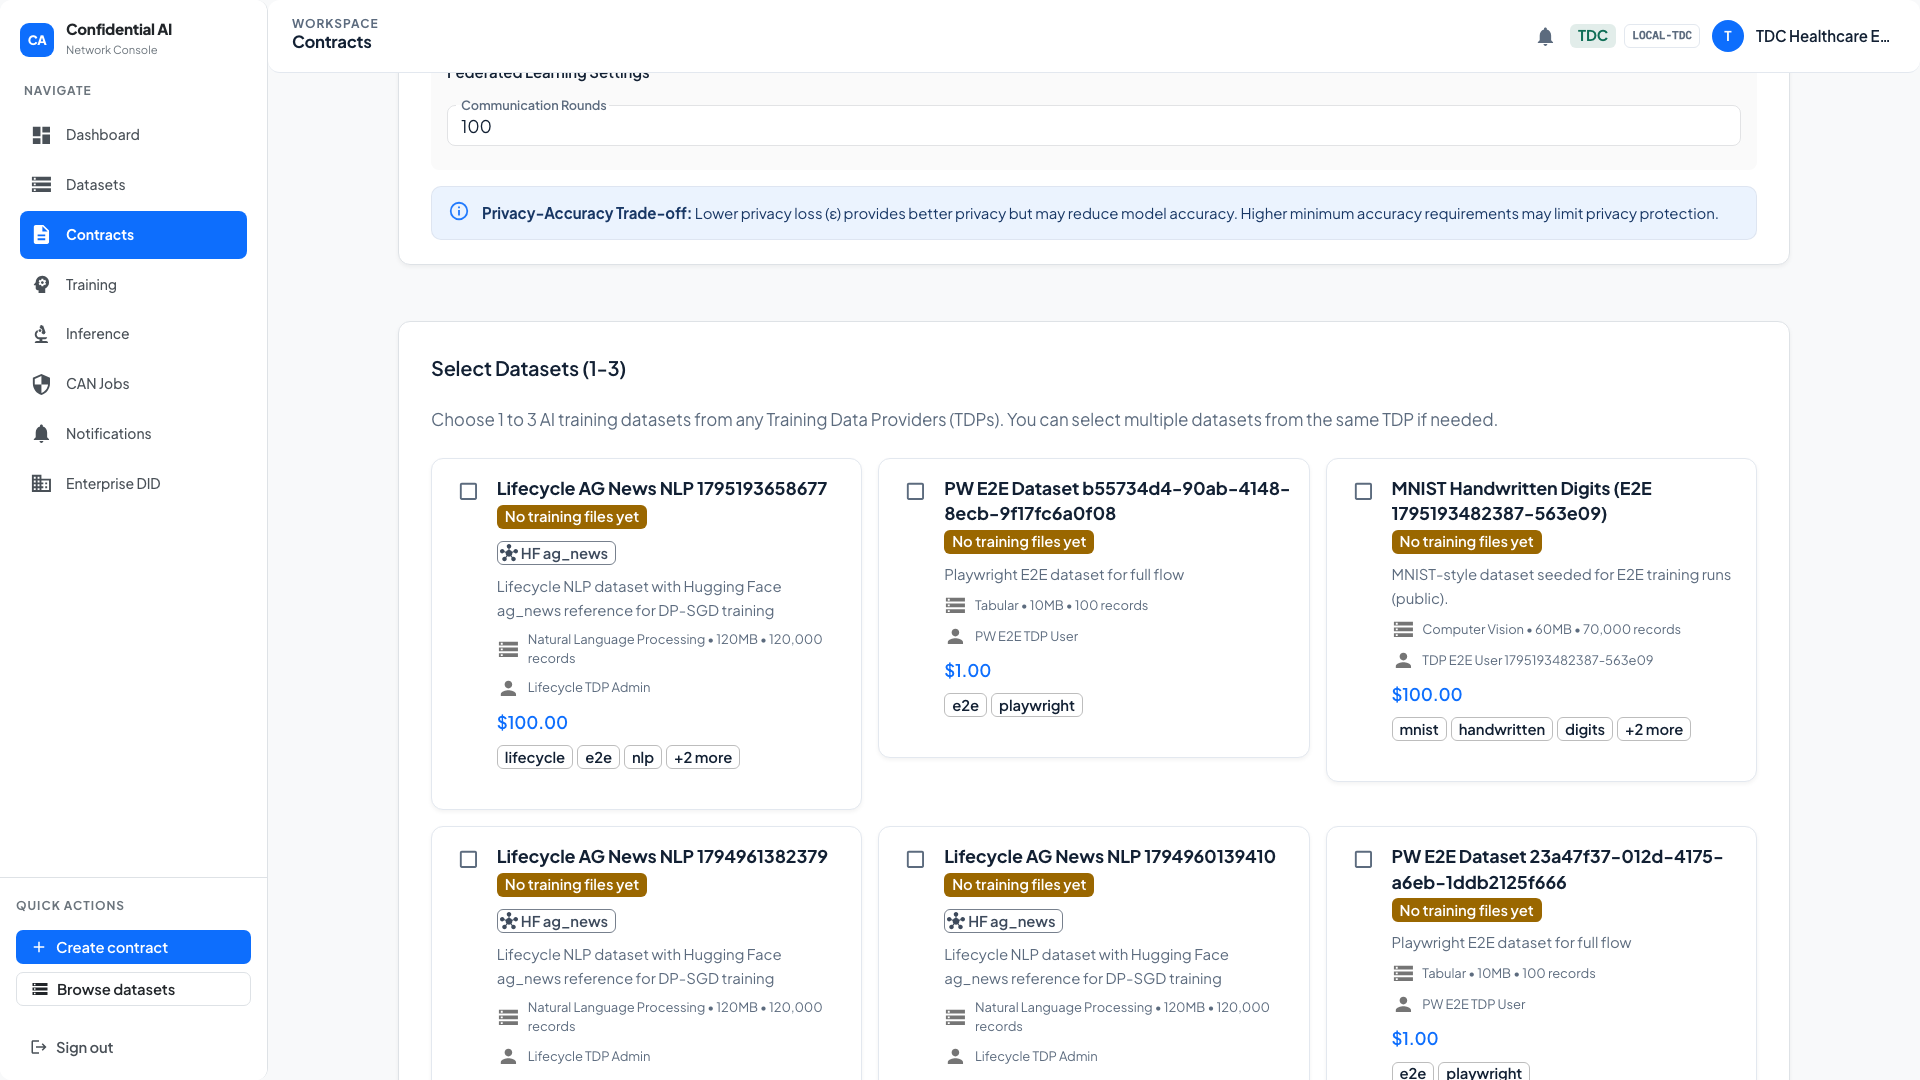 CA
Confidential AI
Network Console
NAVIGATE
Dashboard
Datasets
Contracts
Training
Inference
CAN Jobs
Notifications
Enterprise DID
QUICK ACTIONS
Create contract
Browse datasets
Sign out
WORKSPACE
Contracts
TDC
LOCAL-TDC
T
TDC Healthcare E...
Federated Learning Settings
Communication Rounds
100
Privacy-Accuracy Trade-off: Lower privacy loss (ε) provides better privacy but may reduce model accuracy. Higher minimum accuracy requirements may limit privacy protection.
Select Datasets (1-3)
Choose 1 to 3 AI training datasets from any Training Data Providers (TDPs). You can select multiple datasets from the same TDP if needed.
Lifecycle AG News NLP 1795193658677
No training files yet
HF ag_news
Lifecycle NLP dataset with Hugging Face
ag_news reference for DP-SGD training
Natural Language Processing • 120MB • 120,000
records
Lifecycle TDP Admin
$100.00
lifecycle e2e nlp +2 more
PW E2E Dataset b55734d4-90ab-4148-
8ecb-9f17fc6a0f08
No training files yet
Playwright E2E dataset for full flow
Tabular • 10MB • 100 records
PW E2E TDP User
$1.00
e2e playwright
MNIST Handwritten Digits (E2E
1795193482387-563e09)
No training files yet
MNIST-style dataset seeded for E2E training runs
(public).
Computer Vision • 60MB • 70,000 records
TDP E2E User 1795193482387-563e09
$100.00
mnist handwritten digits +2 more
Lifecycle AG News NLP 1794961382379
No training files yet
HF ag_news
Lifecycle NLP dataset with Hugging Face
ag_news reference for DP-SGD training
Natural Language Processing • 120MB • 120,000
records
Lifecycle TDP Admin
Lifecycle AG News NLP 1794960139410
No training files yet
HF ag_news
Lifecycle NLP dataset with Hugging Face
ag_news reference for DP-SGD training
Natural Language Processing • 120MB • 120,000
records
Lifecycle TDP Admin
PW E2E Dataset 23a47f37-012d-4175-
a6eb-1ddb2125f666
No training files yet
Playwright E2E dataset for full flow
Tabular • 10MB • 100 records
PW E2E TDP User
$1.00
e2e playwright